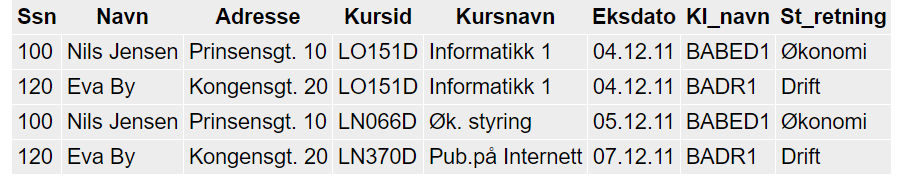 Ssn Navn Adresse Kursid Kursnavn Eksdato Kl_navn St_retning
100 Nils Jensen Prinsensgt. 10 LO151D Informatikk 1 04.12.11 BABED1 Økonomi
120 Eva By Kongensgt. 20 LO151D Informatikk 1 04.12.11 BADR1 Drift
100 Nils Jensen Prinsensgt. 10 LN066D Øk. styring 05.12.11 BABED1 Økonomi
120 Eva By Kongensgt. 20 LN370D Pub.på Internett 07.12.11 BADR1 Drift